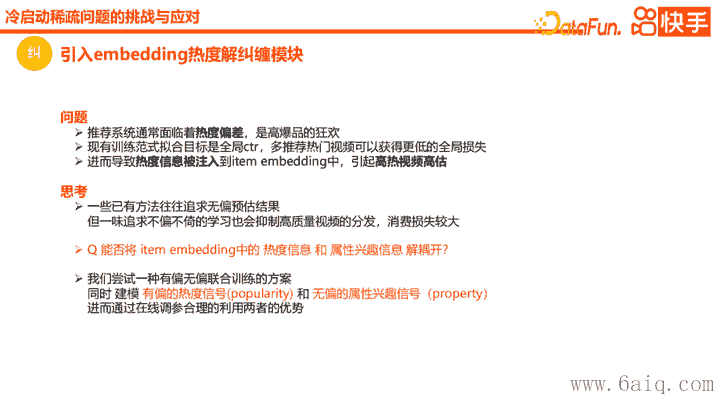 冷启动稀疏问题的挑战与应对
DataFun.
快手
纠
引入embedding热度解纠缠模块
问题
➢ 推荐系统通常面临着热度偏差，是高爆品的狂欢
➢ 现有训练范式拟合目标是全局ctr，多推荐热门视频可以获得更低的全局损失
➢ 进而导致热度信息被注入到item embedding中，引起高热视频高估
思考
➢ 一些已有方法往往追求无偏预估结果
但一味追求不偏不倚的学习也会抑制高质量视频的分发，消费损失较大
➢ Q 能否将 item embedding中的 热度信息 和 属性兴趣信息 解耦开?
➢ 我们尝试一种有偏无偏联合训练的方案
同时 建模 有偏的热度信号(popularity) 和 无偏的属性兴趣信号（property）
进而通过在线调参合理的利用两者的优势
www.6aiq.com